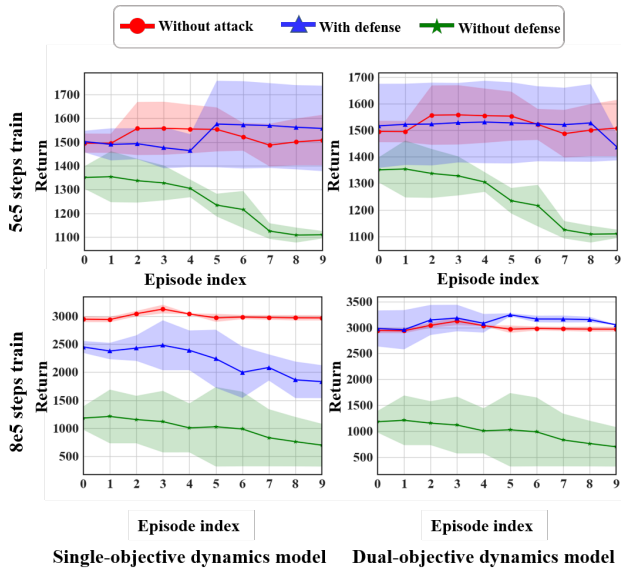 Without attack With defense Without defense
5e5 steps train
Return
1700
1600
1500
1400
1300
1200
1100
0 1 2 3 4 5 6 7 8 9
Episode index
Return
1700
1600
1500
1400
1300
1200
1100
0 1 2 3 4 5 6 7 8 9
Episode index
8e5 steps train
Return
3000
2500
2000
1500
1000
500
0 1 2 3 4 5 6 7 8 9
Episode index
Single-objective dynamics model
Return
3500
3000
2500
2000
1500
1000
500
0 1 2 3 4 5 6 7 8 9
Episode index
Dual-objective dynamics model